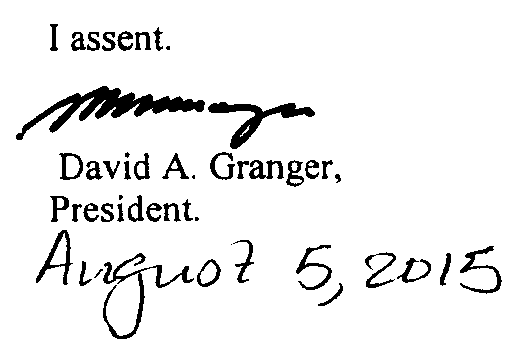 I assent.
David A. Granger,
President.
August 5, 2015